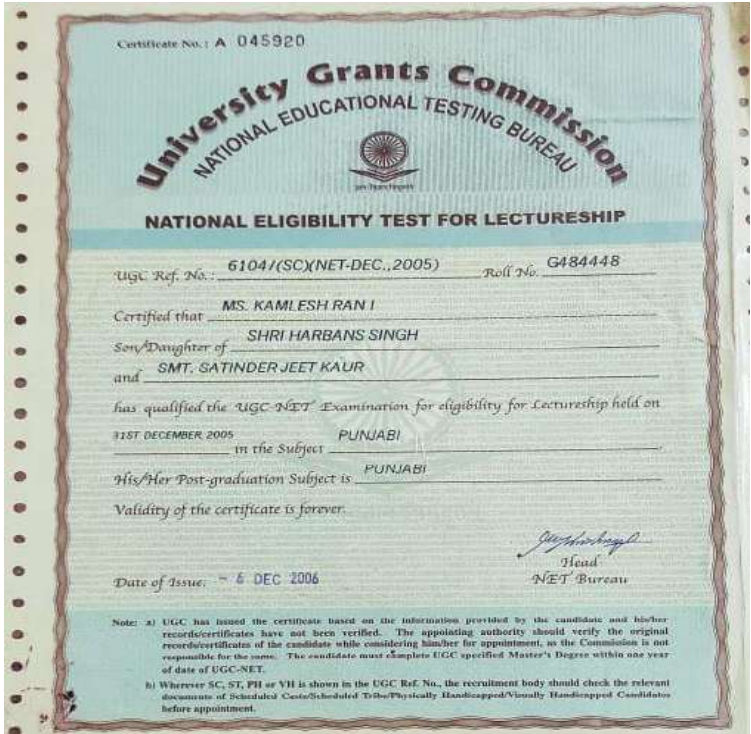 Certificate No. : A 045920
University Grants Commission
NATIONAL EDUCATIONAL TESTING BUREAU
NATIONAL ELIGIBILITY TEST FOR LECTURESHIP
UGC Ref. No. : 6104/(SC)(NET-DEC.,2005) Roll No. G484448
Certified that MS. KAMLESH RAN I
Son/Daughter of SHRI HARBANS SINGH
and SMT. SATINDER JEET KAUR
has qualified the UGC-NET Examination for eligibility for Lectureship held on
31ST DECEMBER 2005 in the Subject PUNJABI
His/Her Post-graduation Subject is PUNJABI
Validity of the certificate is forever.
Head
Date of Issue: - 6 DEC 2006 NET Bureau
Note: a) UGC has issued the certificate based on the information provided by the candidate and his/her
records/certificates have not been verified. The appointing authority should verify the original
records/certificates of the candidate while considering him/her for appointment, as the Commission is not
responsible for the same. The candidate must complete UGC specified Master's Degree within one year
of date of UGC-NET.
b) Wherever SC, ST, PH or VH is shown in the UGC Ref. No., the recruitment body should check the relevant
documents of Scheduled Caste/Scheduled Tribe/Physically Handicapped/Visually Handicapped Candidates
before appointment.